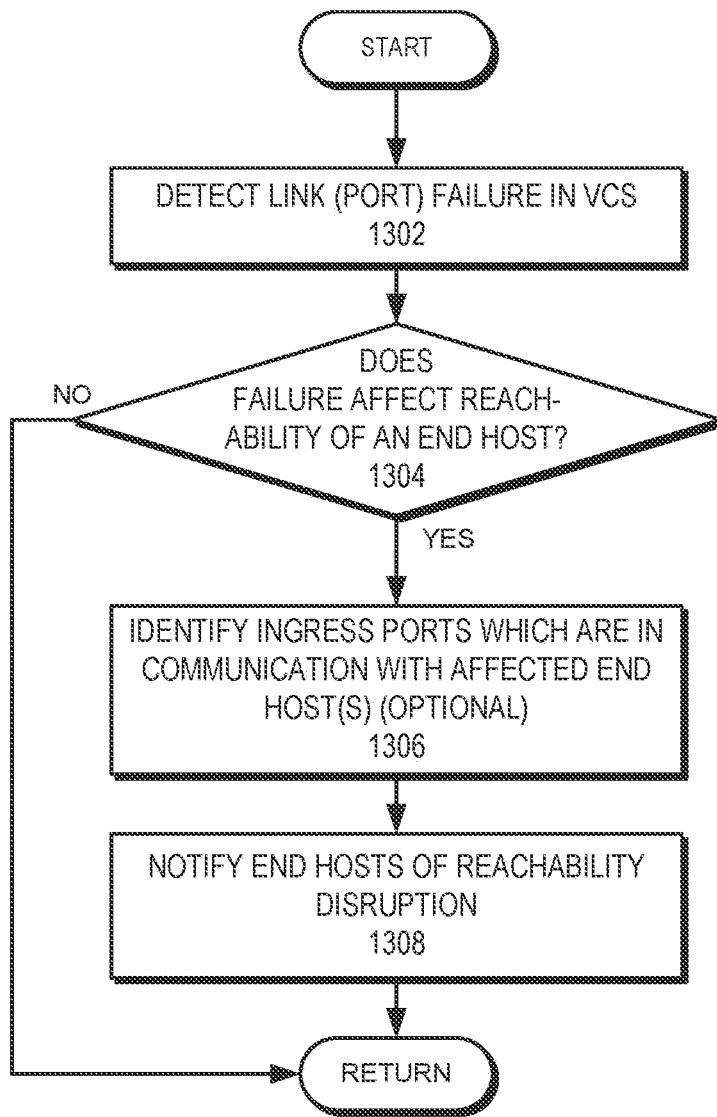 START
DETECT LINK (PORT) FAILURE IN VCS
1302
DOES
FAILURE AFFECT REACH-
ABILITY OF AN END HOST?
1304
NO
YES
IDENTIFY INGRESS PORTS WHICH ARE IN
COMMUNICATION WITH AFFECTED END
HOST(S) (OPTIONAL)
1306
NOTIFY END HOSTS OF REACHABILITY
DISRUPTION
1308
RETURN